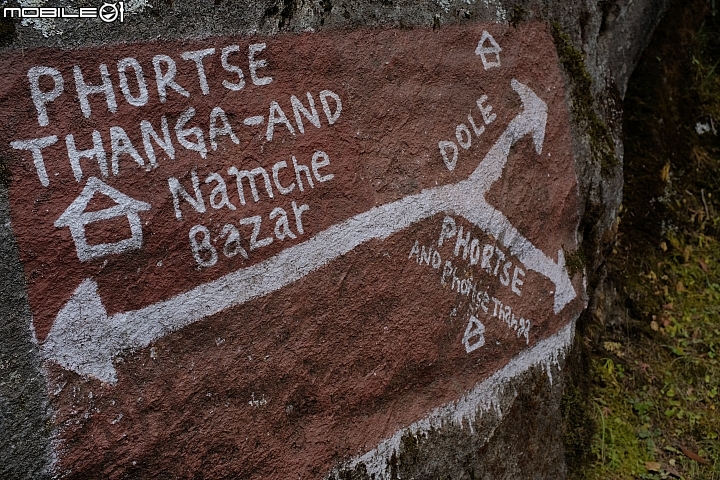 MOBILE01
PHORTSE
THANGA-AND
Namche
Bazar
DOLE
PHORTSE
AND Phortse Thanga